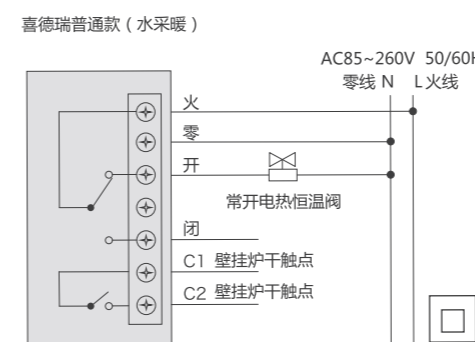 喜德瑞普通款（水采暖）
AC85~260V 50/60H
零线 N L火线
火
零
开
常开电热恒温阀
闭
C1 壁挂炉干触点
C2 壁挂炉干触点